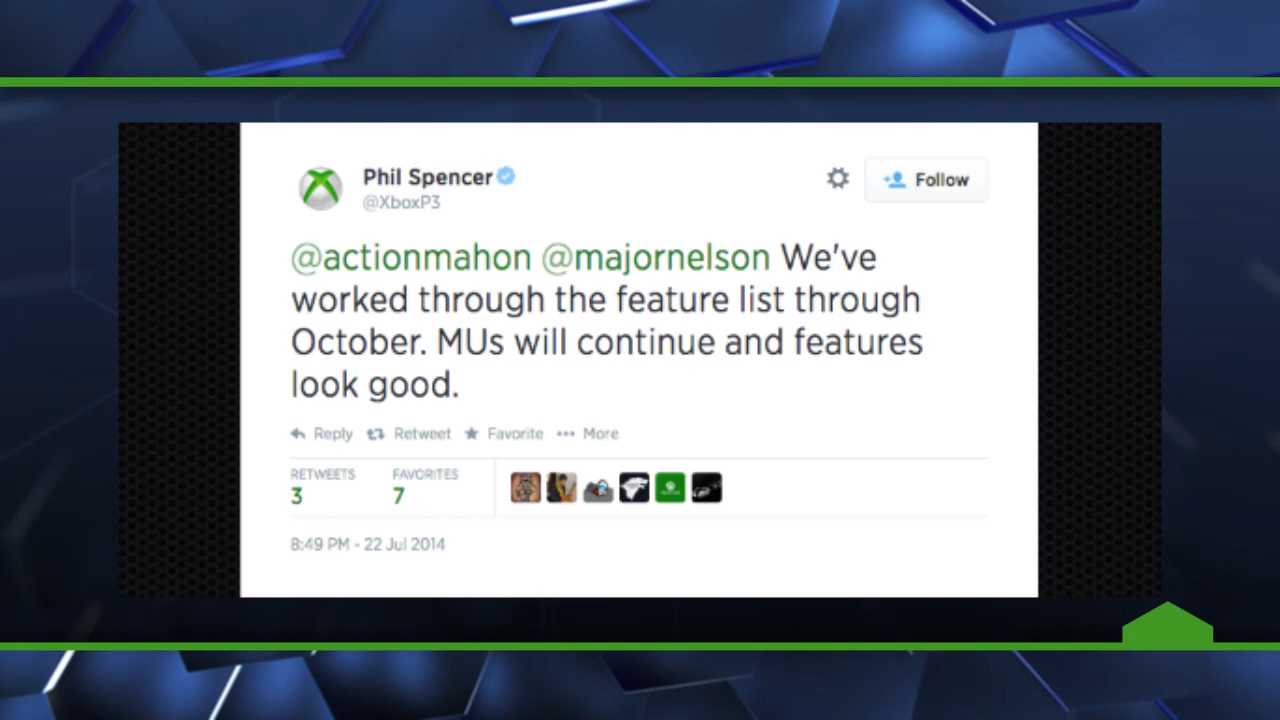 Phil Spencer
@XboxP3
Follow
@actionmahon @majornelson We've
worked through the feature list through
October. MUs will continue and features
look good.
Reply Retweet Favorite More
RETWEETS FAVORITES
3 7
8:49 PM - 22 Jul 2014